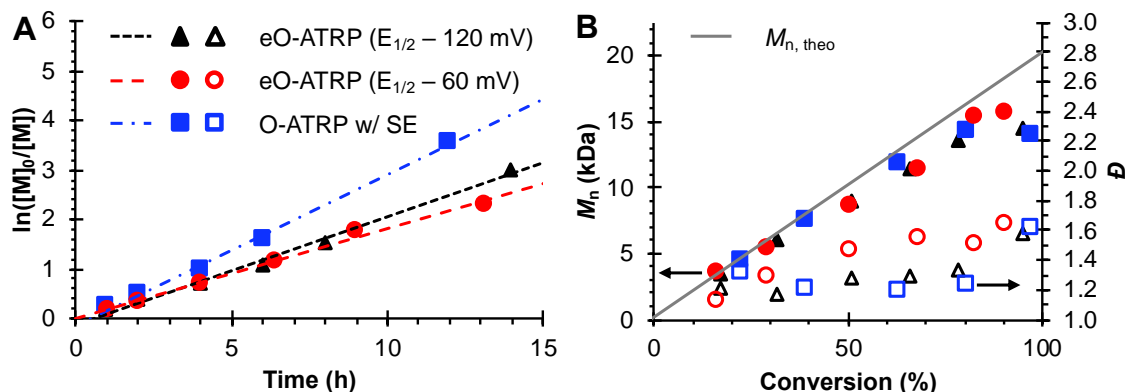 A
6
5
4
3
2
1
0
ln([M]₀/[M])
eO-ATRP (E₁/₂ – 120 mV)
eO-ATRP (E₁/₂ – 60 mV)
O-ATRP w/ SE
0 5 10 15
Time (h)
B
20
15
10
5
0
Mₙ (kDa)
Mₙ, theo
3.0
2.8
2.6
2.4
2.2
2.0
1.8
1.6
1.4
1.2
1.0
Đ
0 50 100
Conversion (%)